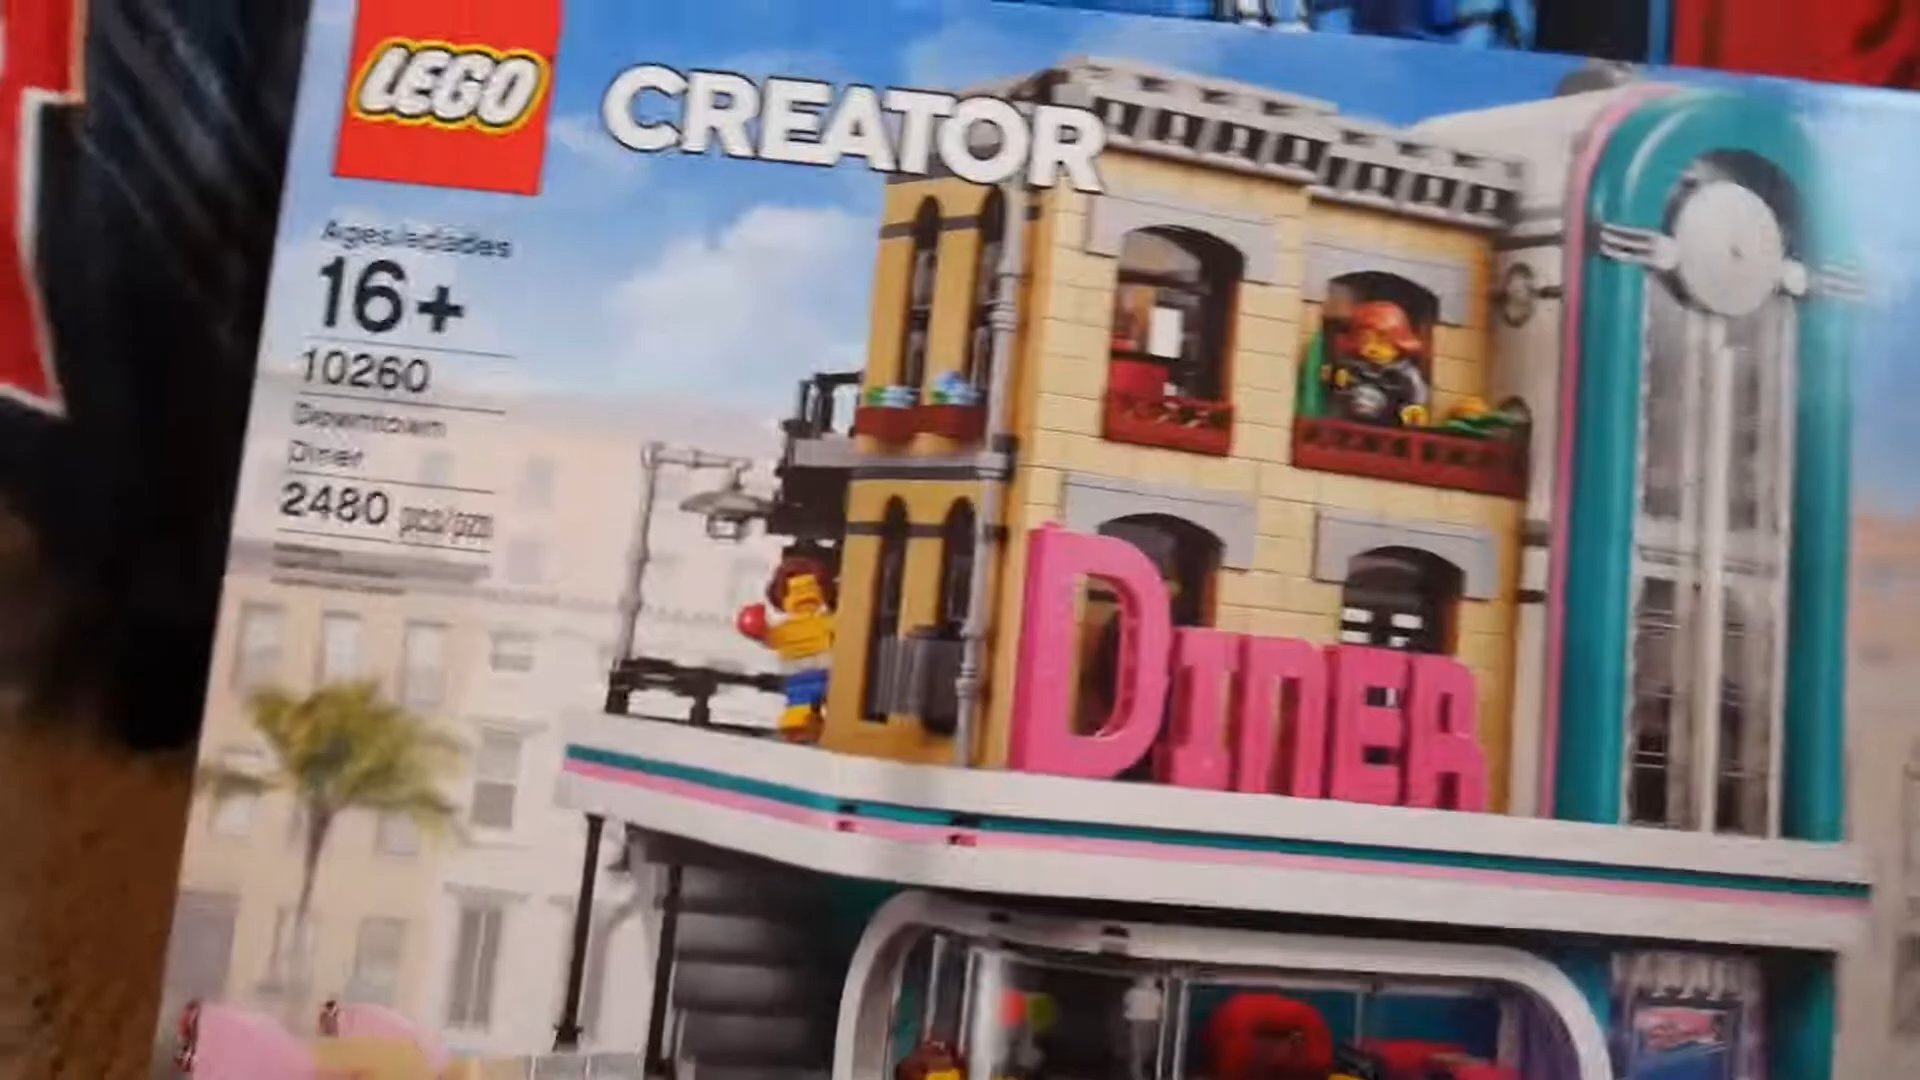 LEGO CREATOR
Ages/edades
16+
10260
Downtown
Diner
2480 pcs/pzs
DINER